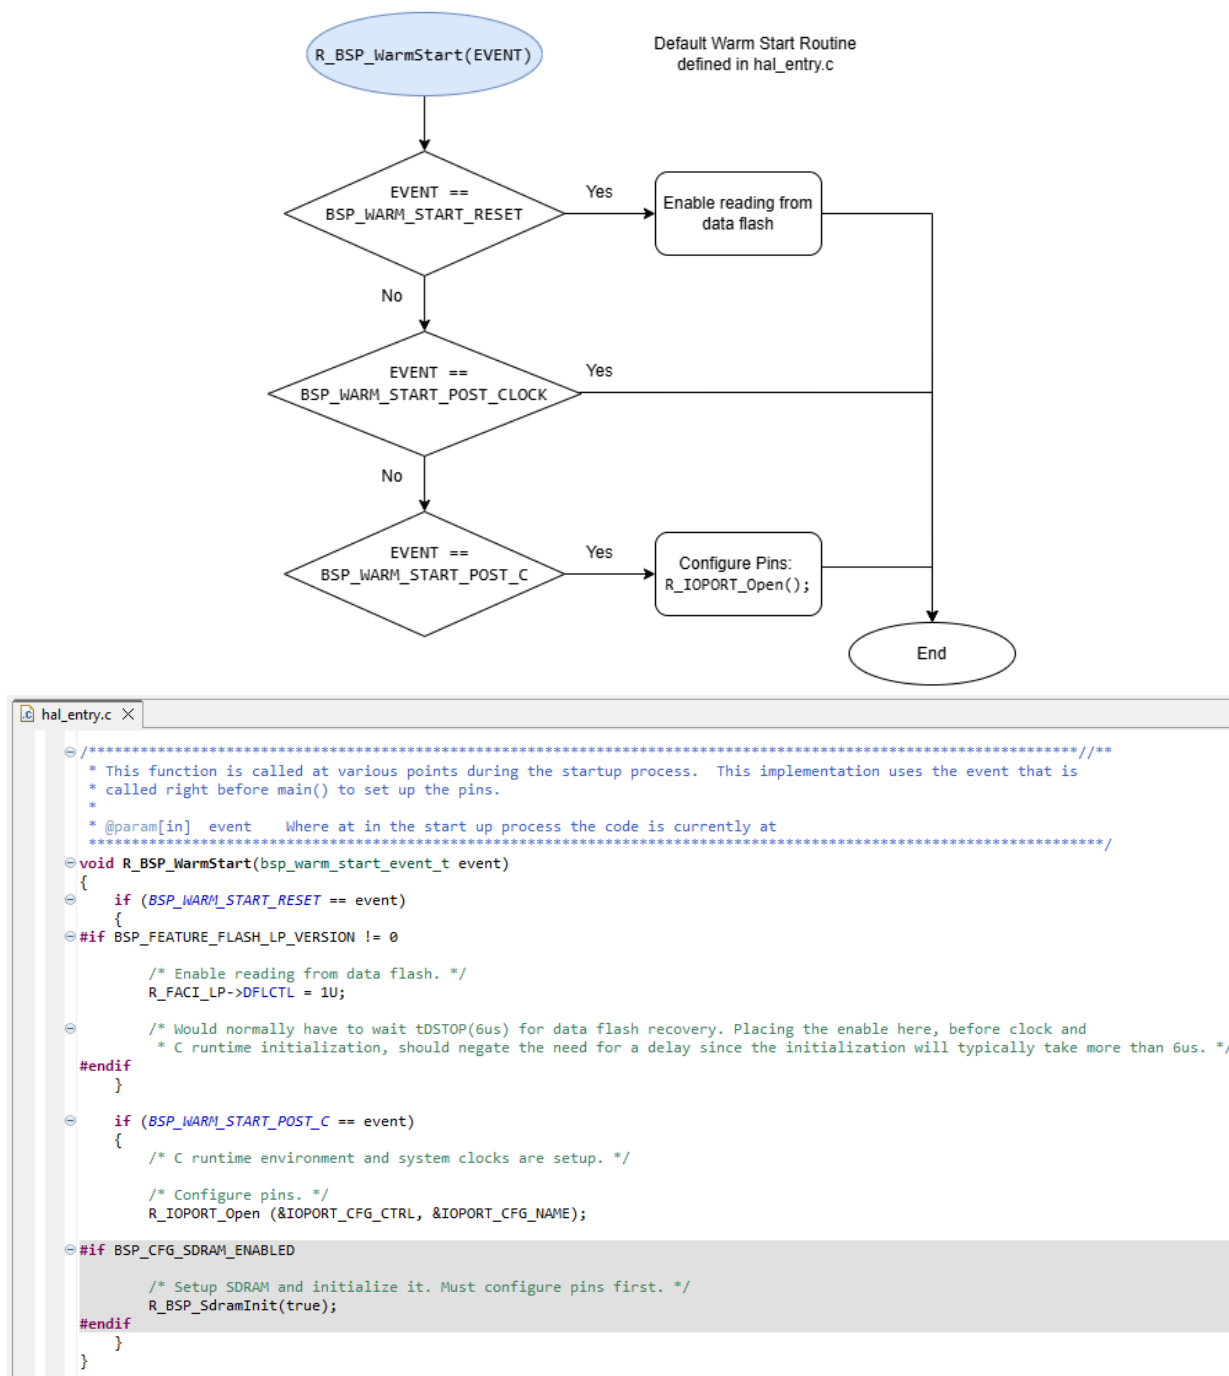 R_BSP_WarmStart(EVENT)
Default Warm Start Routine
defined in hal_entry.c
EVENT ==
BSP_WARM_START_RESET
Yes
Enable reading from
data flash
No
EVENT ==
BSP_WARM_START_POST_CLOCK
Yes
No
EVENT ==
BSP_WARM_START_POST_C
Yes
Configure Pins:
R_IOPORT_Open();
End
.c hal_entry.c
/*********************************************************************************************************************//**
 * This function is called at various points during the startup process.  This implementation uses the event that is
 * called right before main() to set up the pins.
 *
 * @param[in]  event    Where at in the start up process the code is currently at
 **********************************************************************************************************************/
void R_BSP_WarmStart(bsp_warm_start_event_t event)
{
    if (BSP_WARM_START_RESET == event)
    {
#if BSP_FEATURE_FLASH_LP_VERSION != 0
        /* Enable reading from data flash. */
        R_FACI_LP->DFLCTL = 1U;
        /* Would normally have to wait tDSTOP(6us) for data flash recovery. Placing the enable here, before clock and
         * C runtime initialization, should negate the need for a delay since the initialization will typically take more than 6us. */
#endif
    }
    if (BSP_WARM_START_POST_C == event)
    {
        /* C runtime environment and system clocks are setup. */
        /* Configure pins. */
        R_IOPORT_Open (&IOPORT_CFG_CTRL, &IOPORT_CFG_NAME);
#if BSP_CFG_SDRAM_ENABLED
        /* Setup SDRAM and initialize it. Must configure pins first. */
        R_BSP_SdramInit(true);
#endif
    }
}